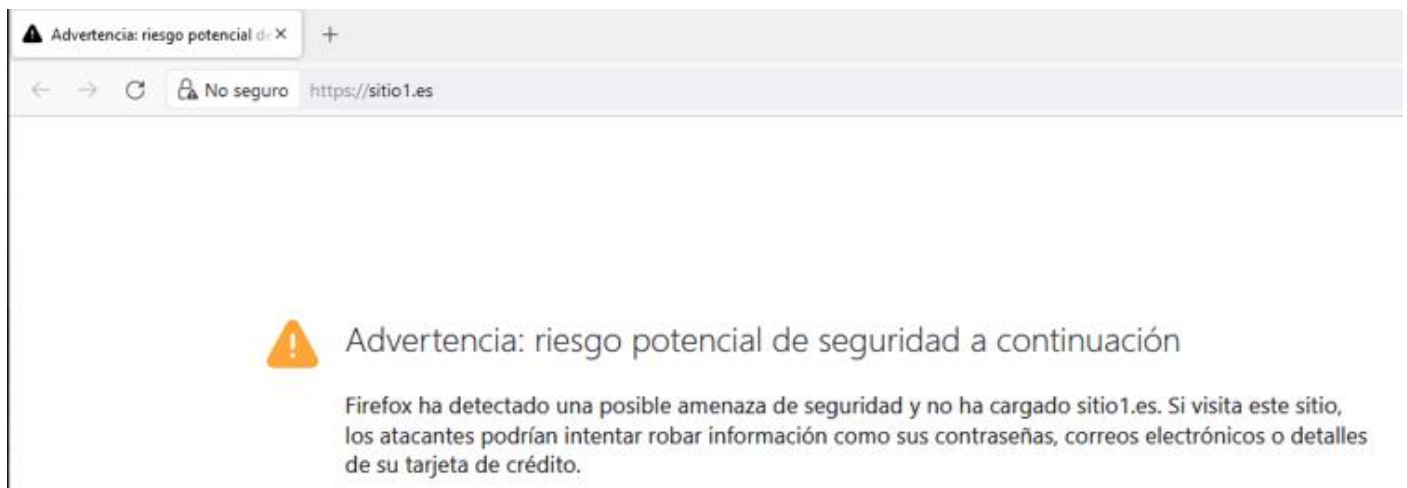 Advertencia: riesgo potencial de
No seguro https://sitio1.es
Advertencia: riesgo potencial de seguridad a continuación
Firefox ha detectado una posible amenaza de seguridad y no ha cargado sitio1.es. Si visita este sitio,
los atacantes podrían intentar robar información como sus contraseñas, correos electrónicos o detalles
de su tarjeta de crédito.